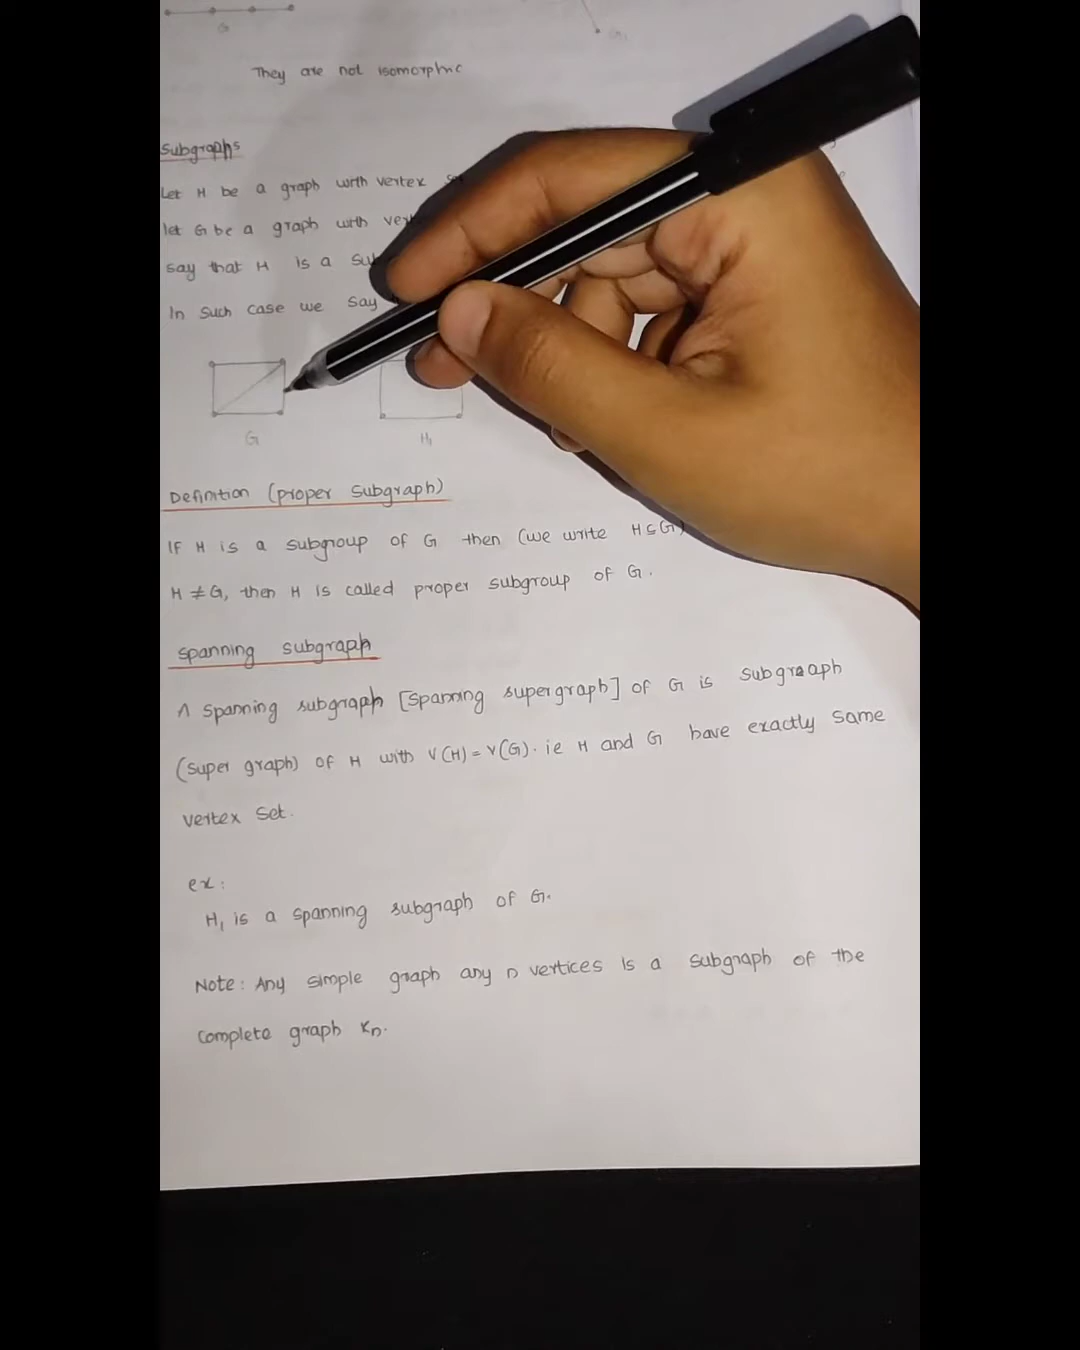 G
They are not isomorphic
Subgraphs
Let H be a graph with vertex
let G be a graph with
say that H is a
In such case we say
G H₁
Definition (proper subgraph)
If H is a subgroup of G then (we write H⊆G)
H ≠ G, then H is called proper subgroup of G.
spanning subgraph
A spanning subgraph [spanning supergraph] of G is subgraaph
(super graph) of H with V(H) = V(G). ie H and G have exactly same
vertex set.
ex:
H₁ is a spanning subgraph of G.
Note: Any simple graph any n vertices is a subgraph of the
complete graph Kn.